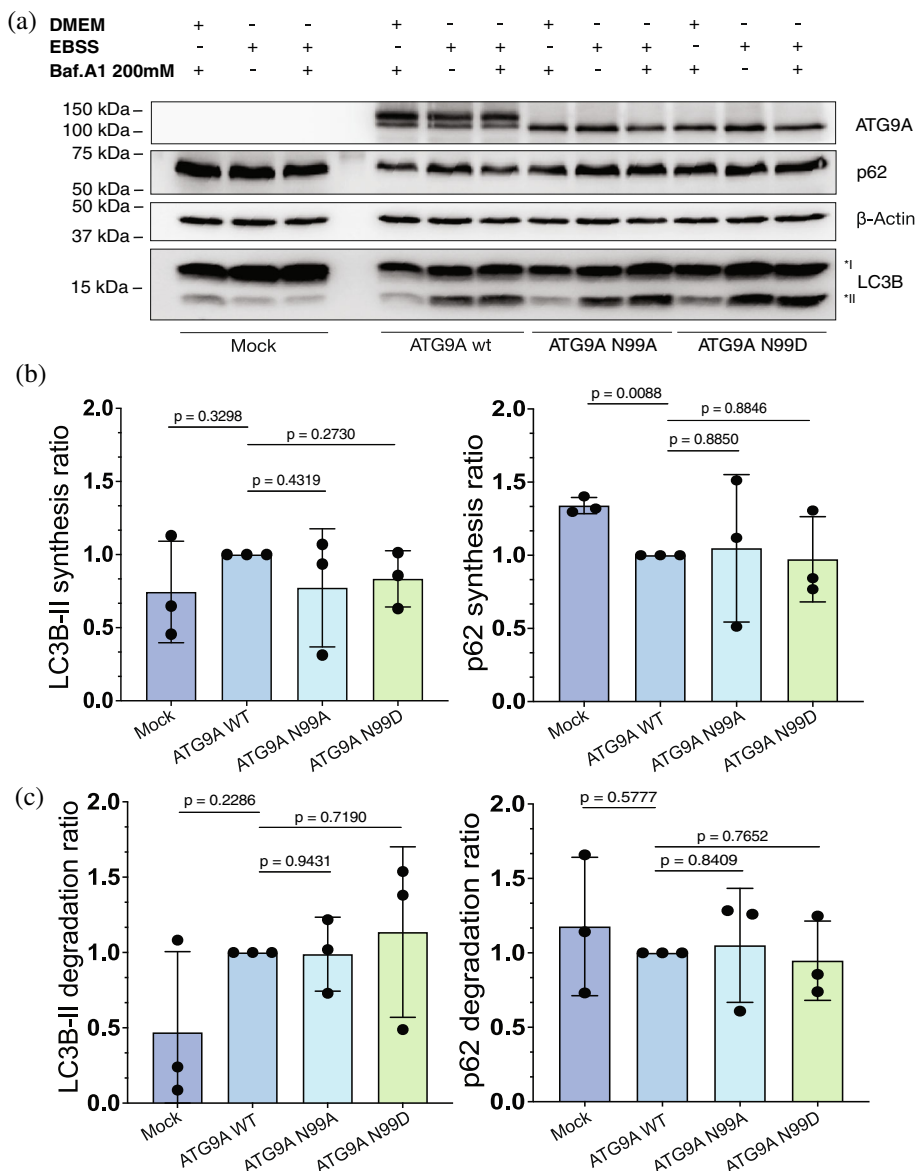 (a)
DMEM + - - + - - + - - + - -
EBSS - + + - + + - + + - + +
Baf.A1 200mM + - + + - + + - + + - +
150 kDa –
100 kDa –
ATG9A
75 kDa –
50 kDa –
p62
50 kDa –
37 kDa –
β-Actin
15 kDa –
*I
LC3B
*II
Mock ATG9A wt ATG9A N99A ATG9A N99D
(b)
LC3B-II synthesis ratio
2.0
1.5
1.0
0.5
0.0
p = 0.3298
p = 0.2730
p = 0.4319
Mock
ATG9A WT
ATG9A N99A
ATG9A N99D
p62 synthesis ratio
2.0
1.5
1.0
0.5
0.0
p = 0.0088
p = 0.8846
p = 0.8850
Mock
ATG9A WT
ATG9A N99A
ATG9A N99D
(c)
LC3B-II degradation ratio
2.0
1.5
1.0
0.5
0.0
p = 0.2286
p = 0.7190
p = 0.9431
Mock
ATG9A WT
ATG9A N99A
ATG9A N99D
p62 degradation ratio
2.0
1.5
1.0
0.5
0.0
p = 0.5777
p = 0.7652
p = 0.8409
Mock
ATG9A WT
ATG9A N99A
ATG9A N99D